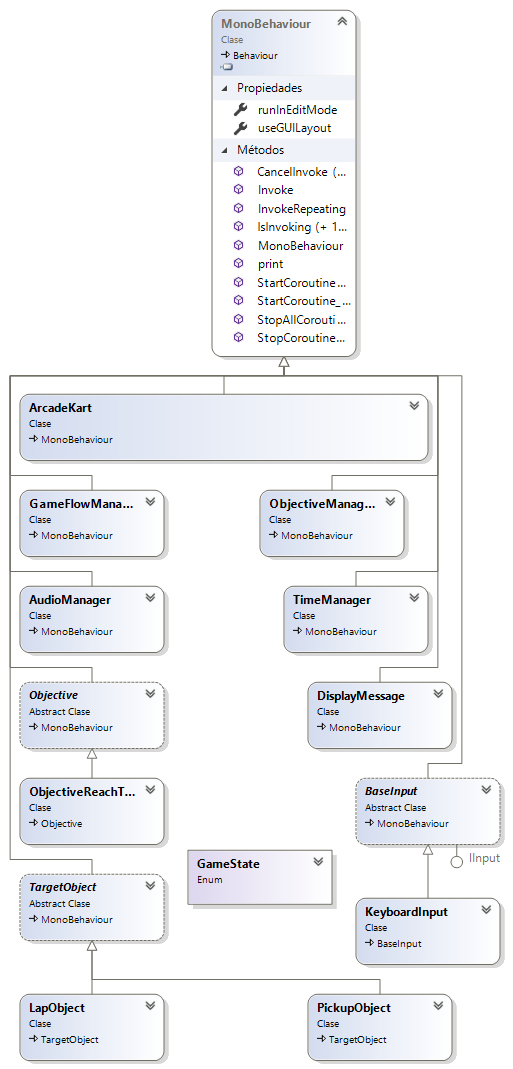 MonoBehaviour
Clase
Behaviour
Propiedades
runInEditMode
useGUILayout
Métodos
CancelInvoke (...
Invoke
InvokeRepeating
IsInvoking (+ 1...
MonoBehaviour
print
StartCoroutine...
StartCoroutine_...
StopAllCorouti...
StopCoroutine...
ArcadeKart
Clase
MonoBehaviour
GameFlowMana...
Clase
MonoBehaviour
ObjectiveManag...
Clase
MonoBehaviour
AudioManager
Clase
MonoBehaviour
TimeManager
Clase
MonoBehaviour
Objective
Abstract Clase
MonoBehaviour
DisplayMessage
Clase
MonoBehaviour
ObjectiveReachT...
Clase
Objective
BaseInput
Abstract Clase
MonoBehaviour
IInput
GameState
Enum
TargetObject
Abstract Clase
MonoBehaviour
KeyboardInput
Clase
BaseInput
LapObject
Clase
TargetObject
PickupObject
Clase
TargetObject